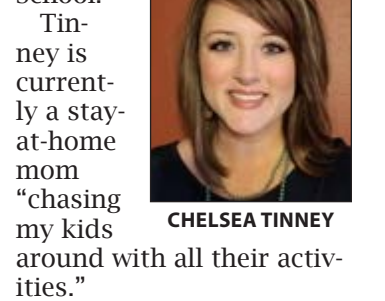 School.
Tin-
ney is
current-
ly a stay-
at-home
mom
“chasing
my kids
around with all their activ-
ities.”
CHELSEA TINNEY